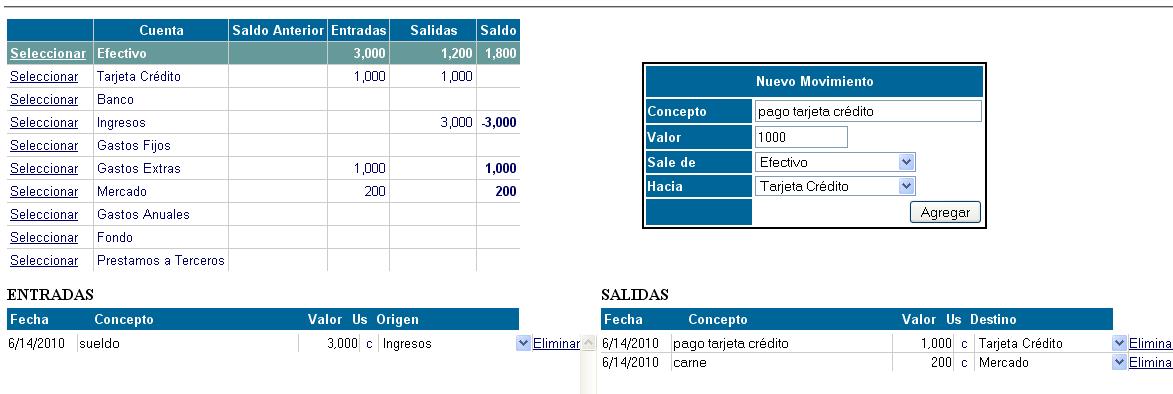 Cuenta Saldo Anterior Entradas Salidas Saldo
Seleccionar Efectivo 3,000 1,200 1,800
Seleccionar Tarjeta Crédito 1,000 1,000
Seleccionar Banco
Seleccionar Ingresos 3,000 -3,000
Seleccionar Gastos Fijos
Seleccionar Gastos Extras 1,000 1,000
Seleccionar Mercado 200 200
Seleccionar Gastos Anuales
Seleccionar Fondo
Seleccionar Prestamos a Terceros
Nuevo Movimiento
Concepto pago tarjeta crédito
Valor 1000
Sale de Efectivo
Hacia Tarjeta Crédito
Agregar
ENTRADAS
Fecha Concepto Valor Us Origen
6/14/2010 sueldo 3,000 c Ingresos Eliminar
SALIDAS
Fecha Concepto Valor Us Destino
6/14/2010 pago tarjeta crédito 1,000 c Tarjeta Crédito Elimina
6/14/2010 carne 200 c Mercado Elimina